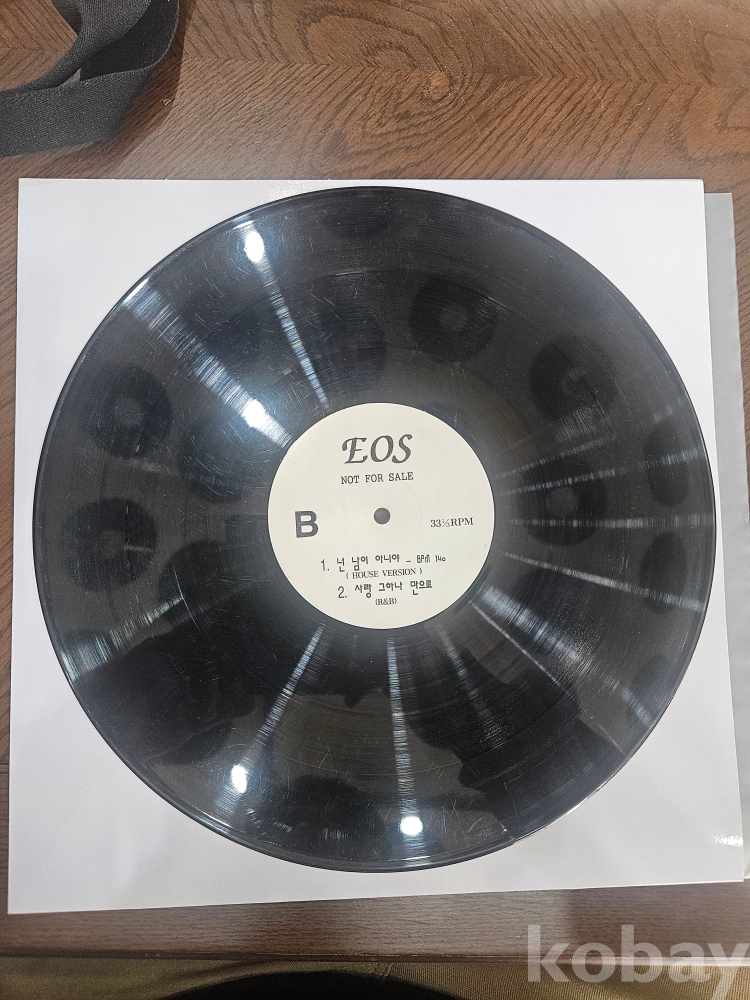 EOS
NOT FOR SALE
B
33⅓RPM
1. 넌 남이 아니야 - BPM 140
( HOUSE VERSION )
2. 사랑 그하나 만으로
(R&B)
kobay